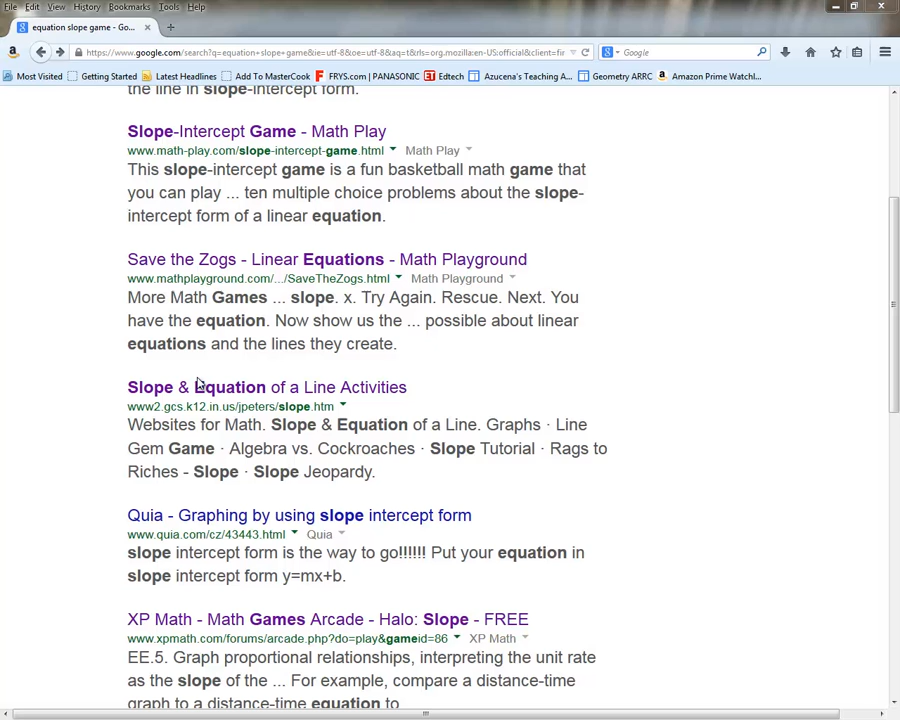 File Edit View History Bookmarks Tools Help
equation slope game - Go...
https://www.google.com/search?q=equation+slope+game&ie=utf-8&oe=utf-8&aq=t&rls=org.mozilla:en-US:official&client=fir
Google
Most Visited Getting Started Latest Headlines Add To MasterCook FRYS.com | PANASONIC Edtech Azucena's Teaching A... Geometry ARRC Amazon Prime Watchl...
the line in slope-intercept form.
Slope-Intercept Game - Math Play
www.math-play.com/slope-intercept-game.html Math Play
This slope-intercept game is a fun basketball math game that
you can play ... ten multiple choice problems about the slope-
intercept form of a linear equation.
Save the Zogs - Linear Equations - Math Playground
www.mathplayground.com/.../SaveTheZogs.html Math Playground
More Math Games ... slope. x. Try Again. Rescue. Next. You
have the equation. Now show us the ... possible about linear
equations and the lines they create.
Slope & Equation of a Line Activities
www2.gcs.k12.in.us/jpeters/slope.htm
Websites for Math. Slope & Equation of a Line. Graphs · Line
Gem Game · Algebra vs. Cockroaches · Slope Tutorial · Rags to
Riches - Slope · Slope Jeopardy.
Quia - Graphing by using slope intercept form
www.quia.com/cz/43443.html Quia
slope intercept form is the way to go!!!!!! Put your equation in
slope intercept form y=mx+b.
XP Math - Math Games Arcade - Halo: Slope - FREE
www.xpmath.com/forums/arcade.php?do=play&gameid=86 XP Math
EE.5. Graph proportional relationships, interpreting the unit rate
as the slope of the ... For example, compare a distance-time
graph to a distance-time equation to